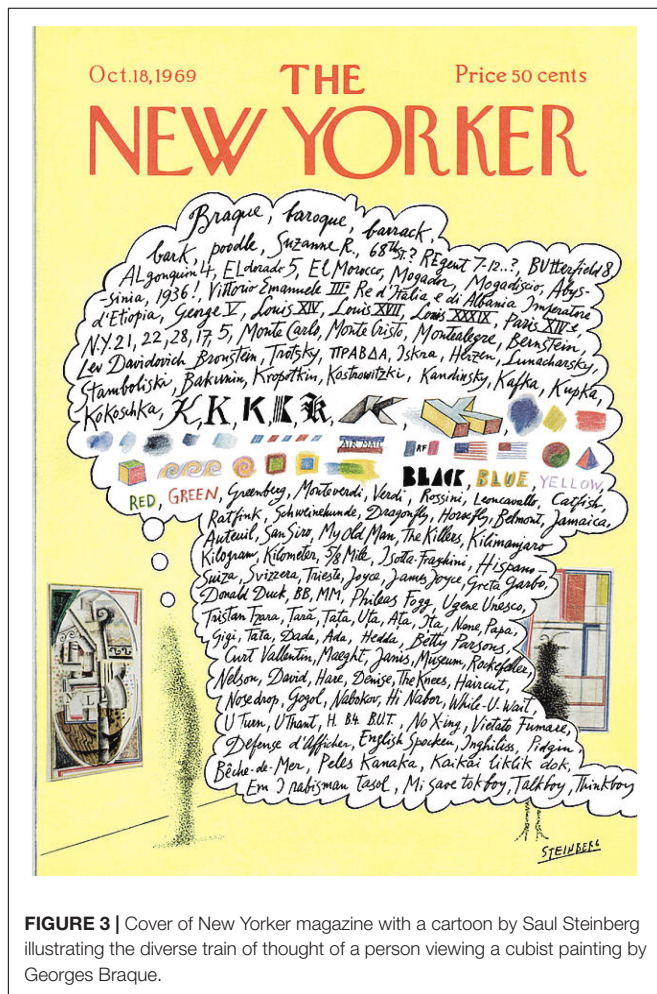 Oct.18,1969
THE
Price 50 cents
NEW YORKER
Braque, baroque, barrack,
bark, poodle, Suzanne R., 68th St.? REgent 7-12..?, BUtterfield 8,
ALgonquin 4, ELdorado 5, El Morocco, Mogador, Mogadiscio, Abys-
-sinia, 1936! Vittorio Emanuele III: Re d'Italia e di Albania Imperatore
d'Etiopia, George V, Louis XIV, Louis XVII, Louis XXXIX, Paris XIVe
N.Y. 21, 22, 28, 17, 5, Monte Carlo, Monte Cristo, Montealegre, Bernstein,
Lev Davidovich Bronstein, Trotsky, ПРАВДА, Iskra, Herzen, Lunacharsky,
Stamboliski, Bakunin, Kropotkin, Kostrowitzki, Kandinsky, Kafka, Kupka,
Kokoschka, K, K, K, K, K, K, K,
AIR MAIL RF
BLACK, BLUE, YELLOW,
RED, GREEN, Greenberg, Monteverdi, Verdi, Rossini, Leoncavallo, Catfish,
Ratfink, Schweinehunde, Dragonfly, Horsefly, Belmont, Jamaica,
Auteuil, San Siro, My Old Man, The Killers, Kilimanjaro
Kilogram, Kilometer, 5/8 Mile, Isotta-Fraschini, Hispano-
Suiza, Svizzera, Trieste, Joyce, James Joyce, Greta Garbo,
Donald Duck, BB, MM, Phileas Fogg, Ugene Unesco,
Tristan Tzara, Tară, Tata, Uta, Ata, Ita, None, Papa,
Gigi, Tata, Dada, Ada, Hedda, Betty Parsons,
Curt Vallentin, Maeght, Janis, Museum, Rockefeller,
Nelson, David, Hare, Denise, The Knees, Haircut,
Nosedrop, Gogol, Nabokov, Hi Nabor, While-U-Wait,
U Turn, U Thant, H. B4. BUT., No X-ing, Vietato Fumare,
Défense d'Afficher, English Spocken, Inghiliss, Pidgin
Bêche-de-Mer, Peles Kanaka, Kaikai liklik dok,
Em I rabisman tasol, Mi save tokboy, Talkboy, Thinkboy
STEINBERG
FIGURE 3 | Cover of New Yorker magazine with a cartoon by Saul Steinberg
illustrating the diverse train of thought of a person viewing a cubist painting by
Georges Braque.